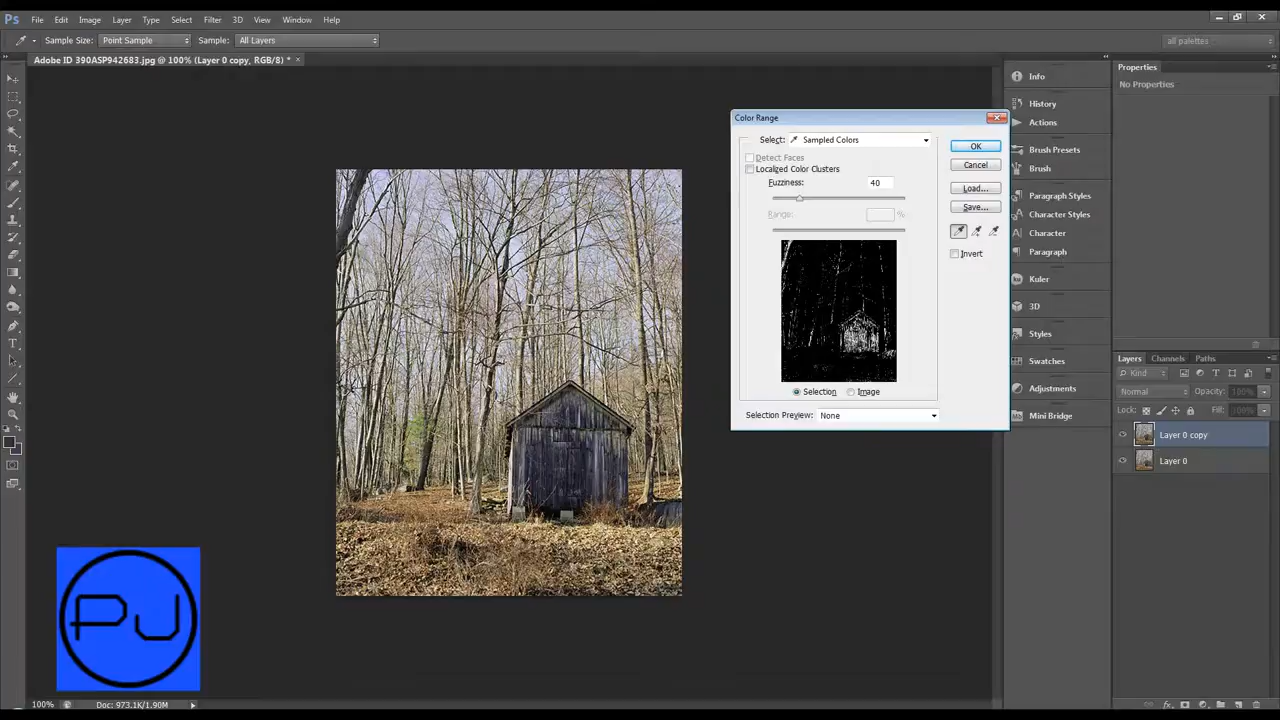 Ps File Edit Image Layer Type Select Filter 3D View Window Help
Sample Size: Point Sample Sample: All Layers all palettes
Adobe ID 390ASP942683.jpg @ 100% (Layer 0 copy, RGB/8) * ×
Info
History
Actions
Brush Presets
Brush
Paragraph Styles
Character Styles
Character
Paragraph
Kuler
3D
Styles
Swatches
Adjustments
Mini Bridge
Properties
No Properties
Color Range
Select: Sampled Colors
OK
Detect Faces
Cancel
Localized Color Clusters
Fuzziness: 40
Load...
Save...
Range: %
Invert
Selection Image
Selection Preview: None
Layers Channels Paths
Kind
Normal Opacity: 100%
Lock: Fill: 100%
Layer 0 copy
Layer 0
PJ
100% Doc: 973.1K/1.90M
fx